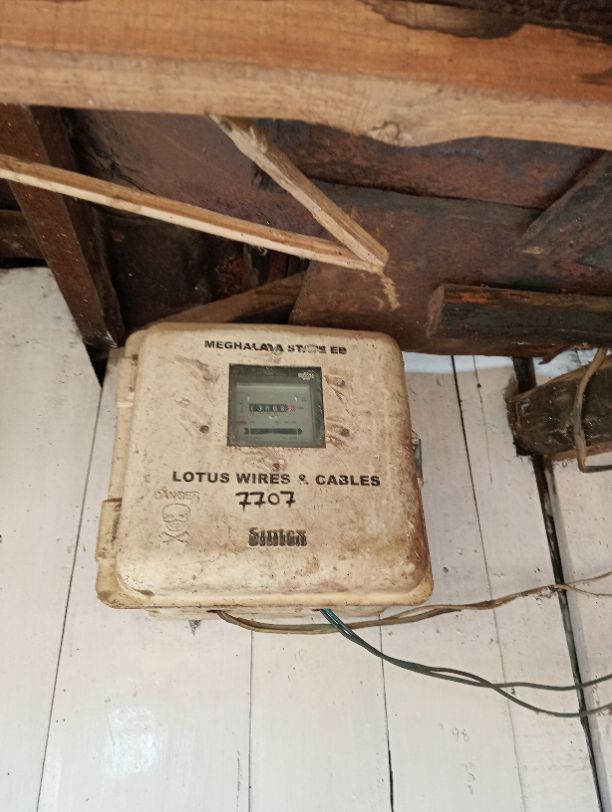 MEGHALAYA STATE EB
LOTUS WIRES & CABLES
7707
DANGER
Sintex